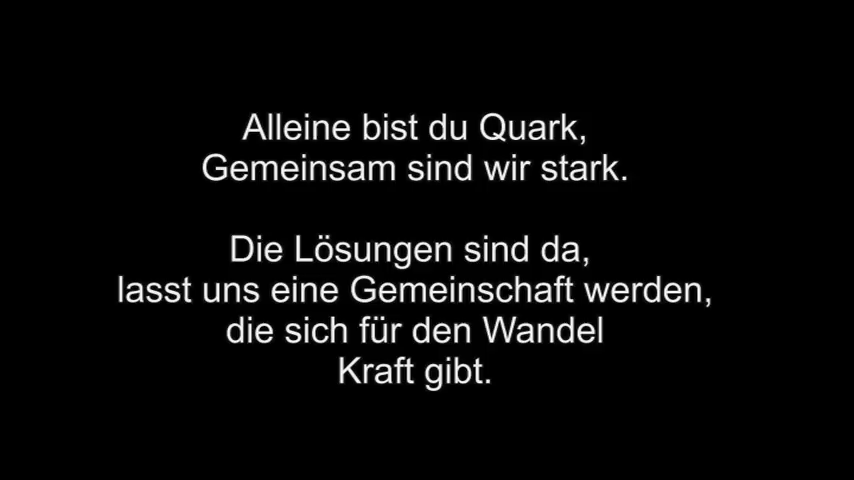 Alleine bist du Quark,
Gemeinsam sind wir stark.
Die Lösungen sind da,
lasst uns eine Gemeinschaft werden,
die sich für den Wandel
Kraft gibt.